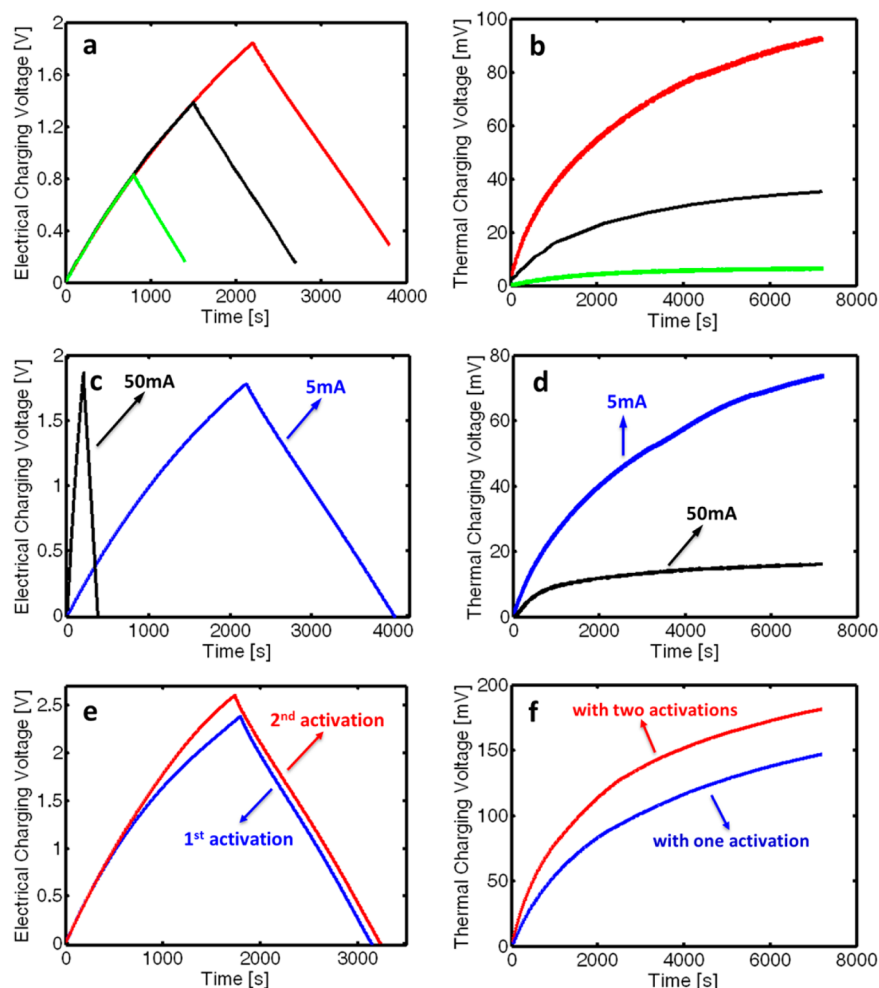 a
Electrical Charging Voltage [V]
2
1.6
1.2
0.8
0.4
0
0 1000 2000 3000 4000
Time [s]
b
Thermal Charging Voltage [mV]
100
80
60
40
20
0
0 2000 4000 6000 8000
Time [s]
c
50mA
5mA
Electrical Charging Voltage [V]
2
1.5
1
0.5
0
0 1000 2000 3000 4000
Time [s]
d
5mA
50mA
Thermal Charging Voltage [mV]
80
60
40
20
0
0 2000 4000 6000 8000
Time [s]
e
2nd activation
1st activation
Electrical Charging Voltage [V]
2.5
2
1.5
1
0.5
0
0 1000 2000 3000
Time [s]
f
with two activations
with one activation
Thermal Charging Voltage [mV]
200
150
100
50
0
0 2000 4000 6000 8000
Time [s]